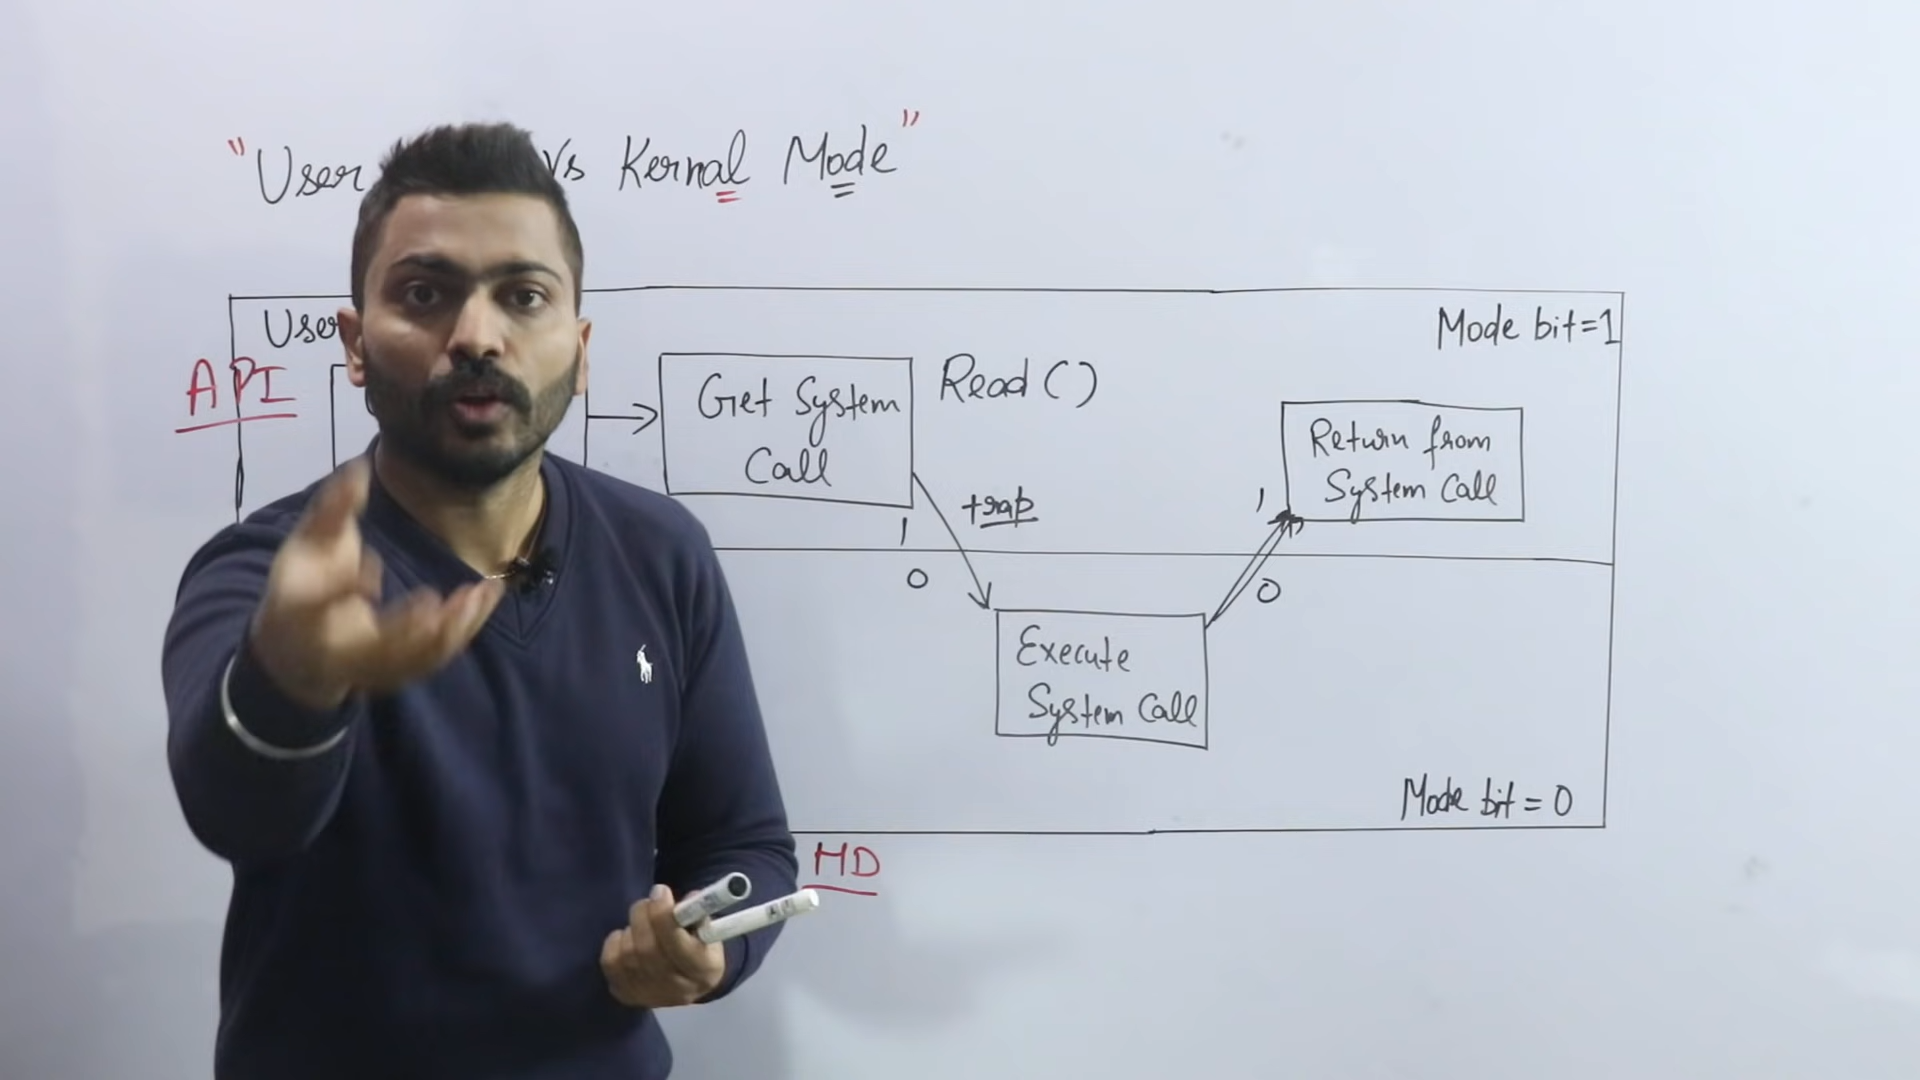 "User Vs Kernal Mode"
User
Mode bit=1
API
Get System
Call
Read ( )
Return from
System Call
trap
1
1
0
0
Execute
System Call
Mode bit = 0
HD